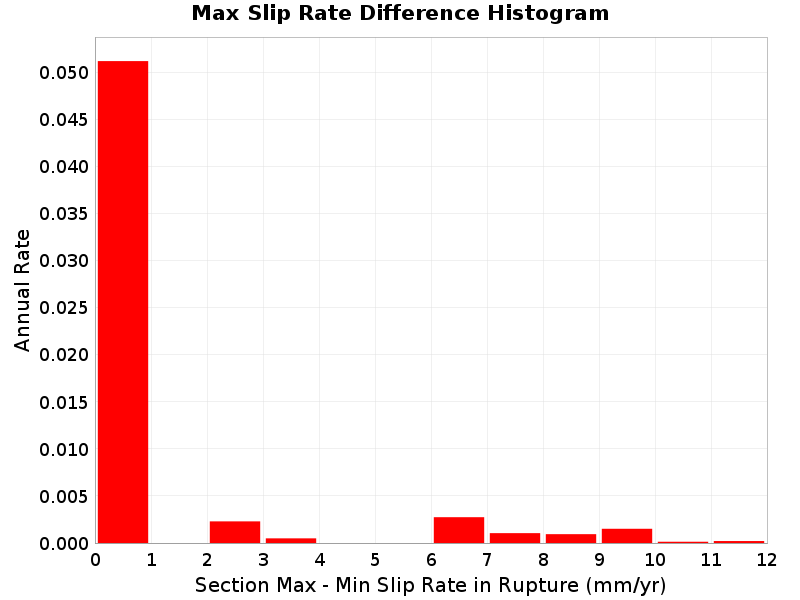 Max Slip Rate Difference Histogram
Annual Rate
0.050
0.045
0.040
0.035
0.030
0.025
0.020
0.015
0.010
0.005
0.000
0 1 2 3 4 5 6 7 8 9 10 11 12
Section Max - Min Slip Rate in Rupture (mm/yr)